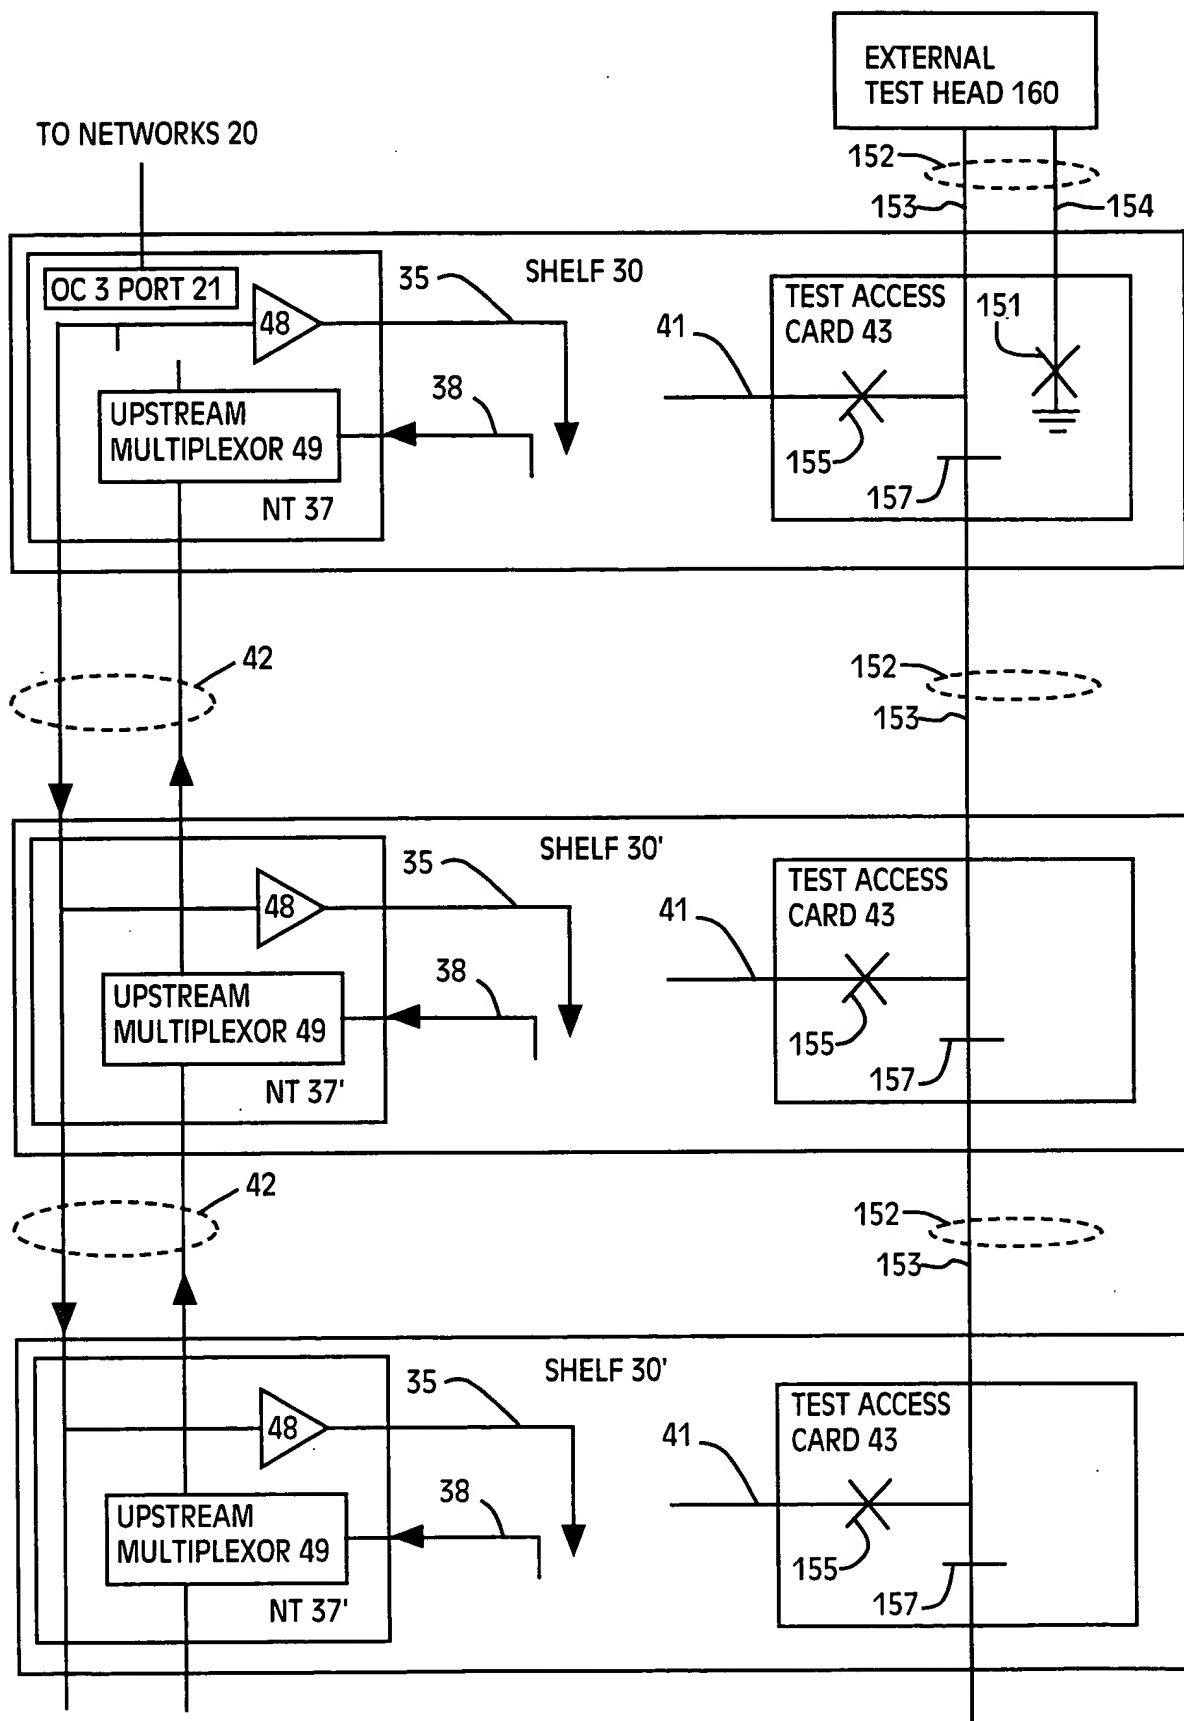 EXTERNAL
TEST HEAD 160
TO NETWORKS 20
152
153
154
SHELF 30
OC 3 PORT 21
48
35
TEST ACCESS
CARD 43
151
41
38
UPSTREAM
MULTIPLEXOR 49
155
157
NT 37
42
152
153
SHELF 30'
48
35
TEST ACCESS
CARD 43
41
38
UPSTREAM
MULTIPLEXOR 49
155
157
NT 37'
42
152
153
SHELF 30'
48
35
TEST ACCESS
CARD 43
41
38
UPSTREAM
MULTIPLEXOR 49
155
157
NT 37'